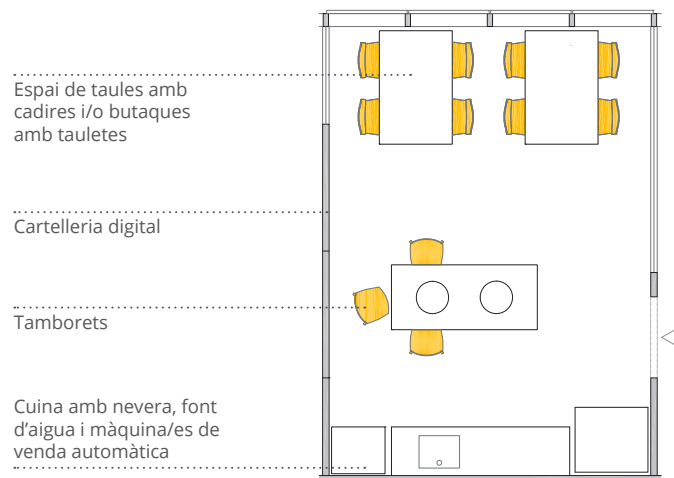 Espai de taules amb
cadires i/o butaques
amb tauletes
Cartelleria digital
Tamborets
Cuina amb nevera, font
d’aigua i màquina/es de
venda automàtica